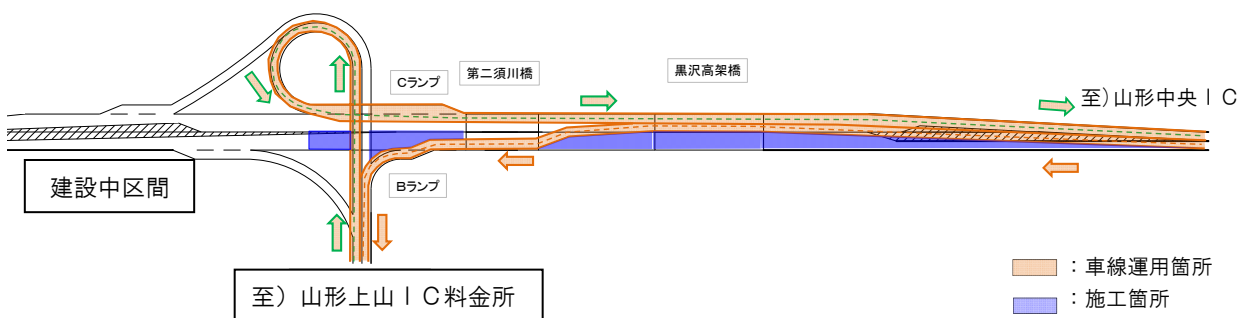 Cランプ
第二須川橋
黒沢高架橋
至)山形中央ＩＣ
建設中区間
Bランプ
至）山形上山ＩＣ料金所
：車線運用箇所
：施工箇所